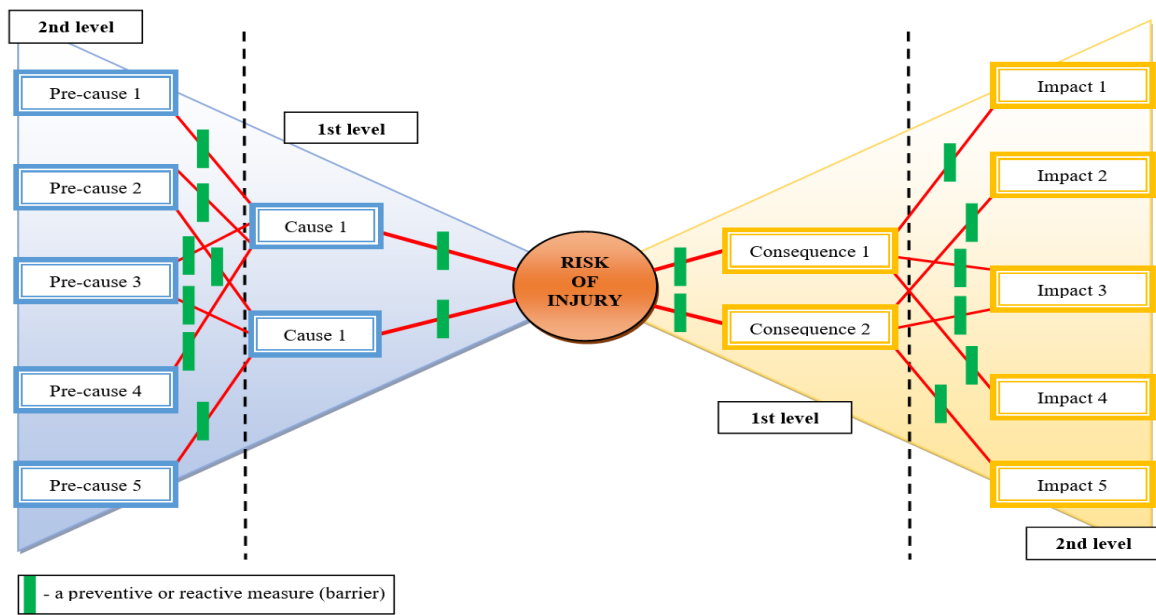 2nd level
Pre-cause 1
Pre-cause 2
Pre-cause 3
Pre-cause 4
Pre-cause 5
1st level
Cause 1
Cause 1
RISK
OF
INJURY
Consequence 1
Consequence 2
1st level
Impact 1
Impact 2
Impact 3
Impact 4
Impact 5
2nd level
- a preventive or reactive measure (barrier)